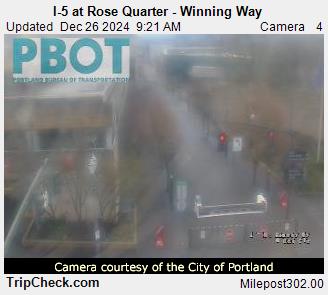 I-5 at Rose Quarter - Winning Way
Updated Dec 26 2024 9:21 AM Camera 4
PBOT
PORTLAND BUREAU OF TRANSPORTATION
Camera courtesy of the City of Portland
TripCheck.com Milepost302.00